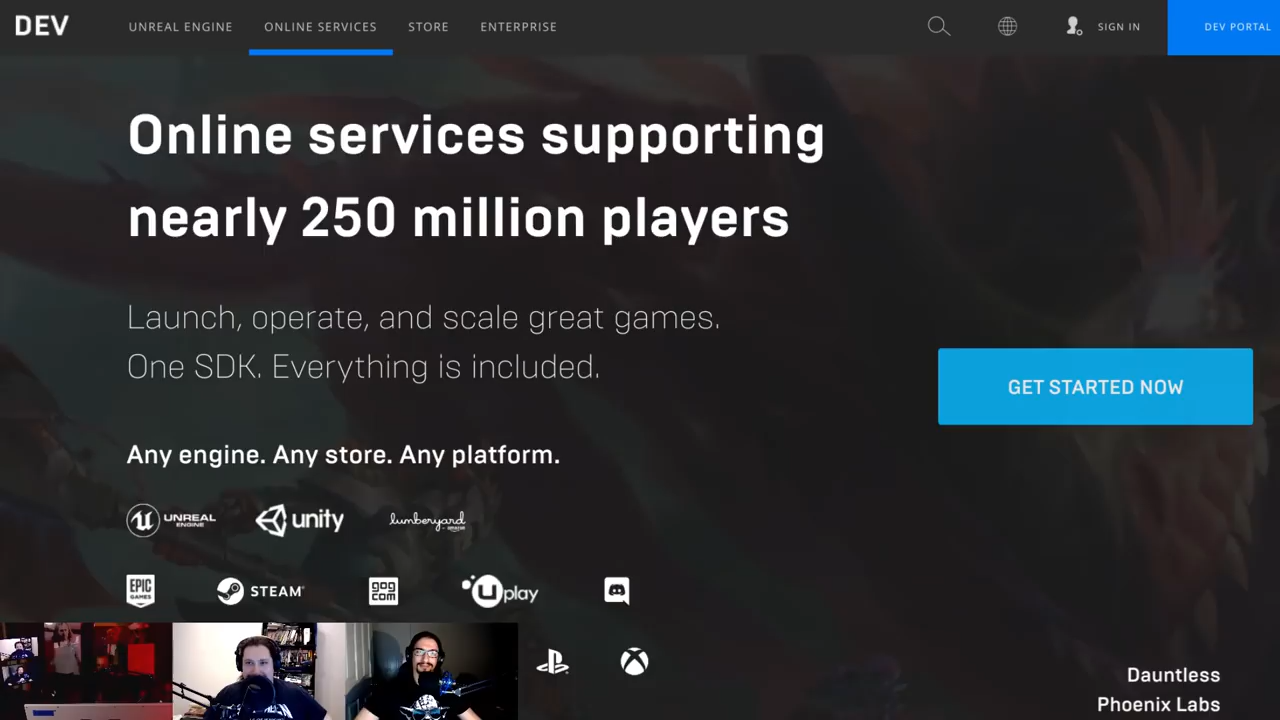 DEV
UNREAL ENGINE
ONLINE SERVICES
STORE
ENTERPRISE
SIGN IN
DEV PORTAL
Online services supporting
nearly 250 million players
Launch, operate, and scale great games.
One SDK. Everything is included.
GET STARTED NOW
Any engine. Any store. Any platform.
UNREAL ENGINE
unity
lumberyard
amazon
EPIC GAMES
STEAM
gog com
Uplay
Dauntless
Phoenix Labs